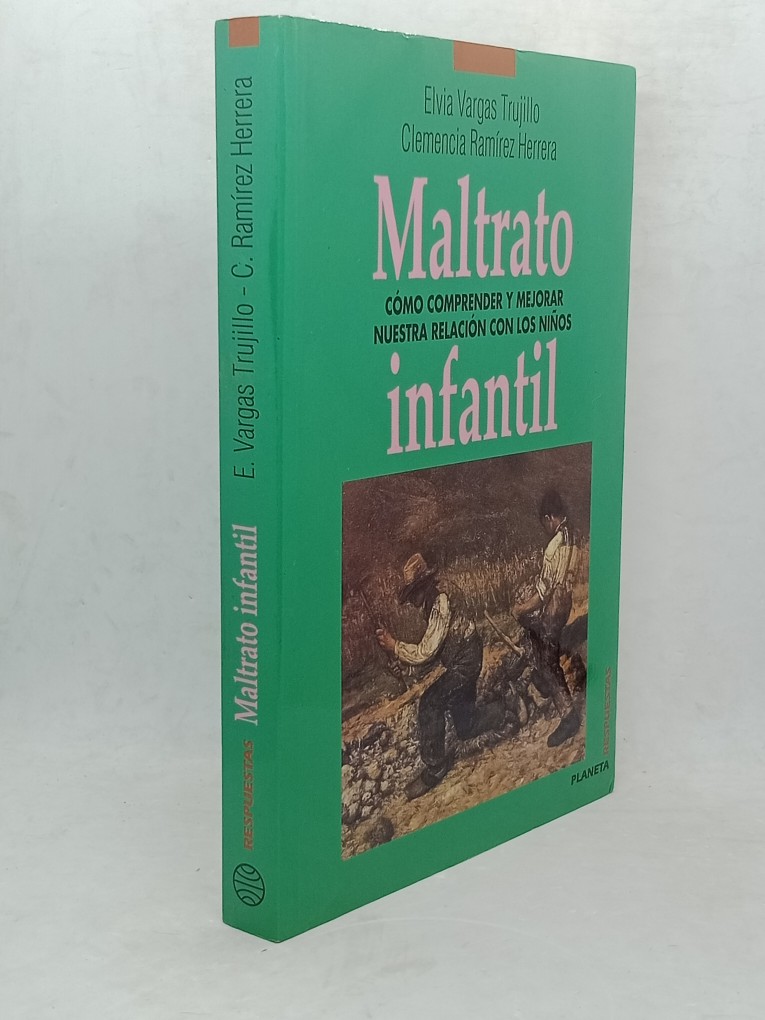 Elvia Vargas Trujillo
Clemencia Ramírez Herrera
Maltrato
CÓMO COMPRENDER Y MEJORAR
NUESTRA RELACIÓN CON LOS NIÑOS
infantil
PLANETA
RESPUESTAS
E. Vargas Trujillo - C. Ramírez Herrera
Maltrato infantil
RESPUESTAS